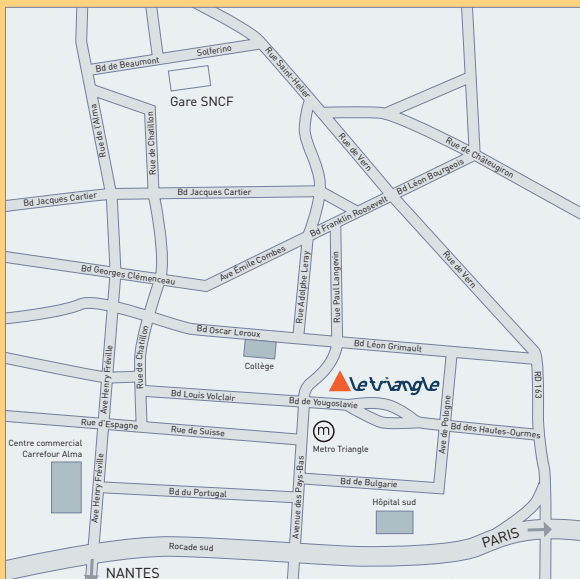 Bd de Beaumont
Solferino
Rue Saint-Helier
Gare SNCF
Rue de l'Alma
Rue de Chatillon
Rue de Vern
Rue de Châteugiron
Bd Léon Bourgeois
Bd Jacques Cartier
Bd Jacques Cartier
Bd Franklin Roosevelt
Ave Émile Combes
Rue Adolphe Leray
Rue Paul Langevin
Rue de Vern
Bd Georges Clémenceau
Bd Oscar Leroux
Bd Léon Grimault
Collège
Ave Henry Fréville
Rue de Chatillon
le triangle
RD 163
Bd Louis Volclair
Bd de Yougoslavie
Ave de Pologne
Bd des Hautes-Ourmes
Rue d'Espagne
Rue de Suisse
m
Metro Triangle
Centre commercial
Carrefour Alma
Ave Henry Fréville
Avenue des Pays-Bas
Bd de Bulgarie
Bd du Portugal
Hôpital sud
PARIS
Rocade sud
NANTES